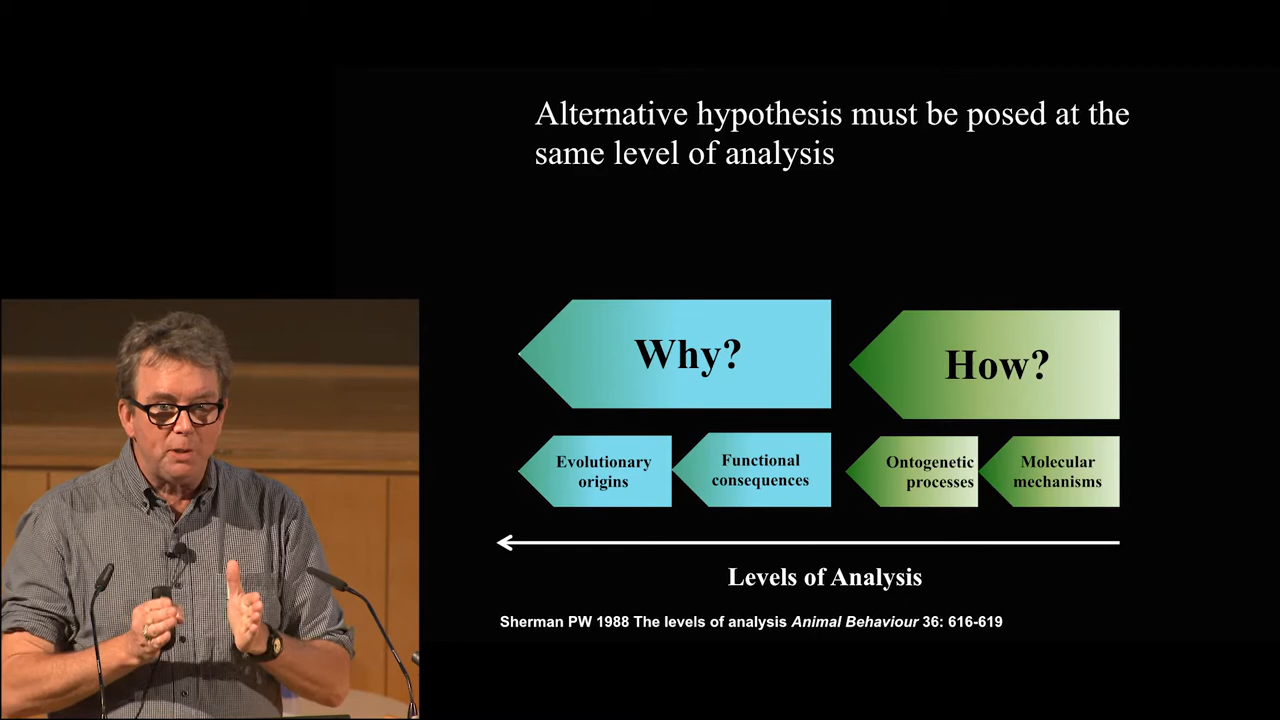 Alternative hypothesis must be posed at the
same level of analysis
Why?
How?
Evolutionary
origins
Functional
consequences
Ontogenetic
processes
Molecular
mechanisms
Levels of Analysis
Sherman PW 1988 The levels of analysis Animal Behaviour 36: 616-619